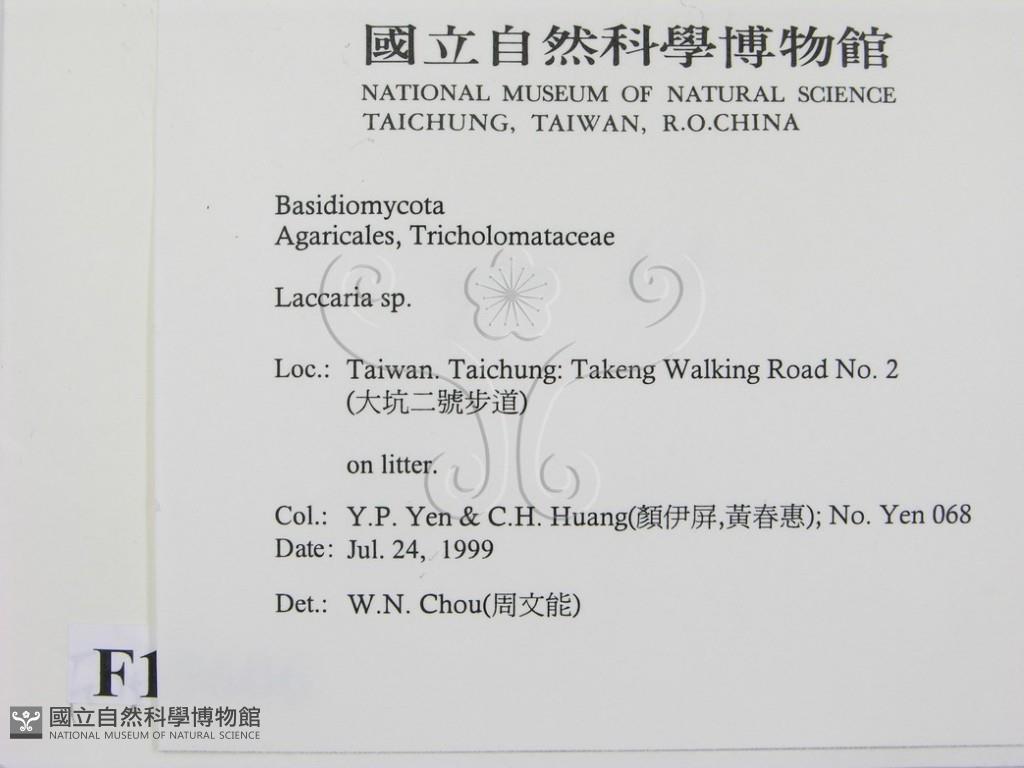 國立自然科學博物館
NATIONAL MUSEUM OF NATURAL SCIENCE
TAICHUNG, TAIWAN, R.O.CHINA
Basidiomycota
Agaricales, Tricholomataceae
Laccaria sp.
Loc.: Taiwan. Taichung: Takeng Walking Road No. 2
(大坑二號步道)
on litter.
Col.: Y.P. Yen & C.H. Huang(顏伊屏,黃春惠); No. Yen 068
Date: Jul. 24, 1999
Det.: W.N. Chou(周文能)
F1
國立自然科學博物館
NATIONAL MUSEUM OF NATURAL SCIENCE